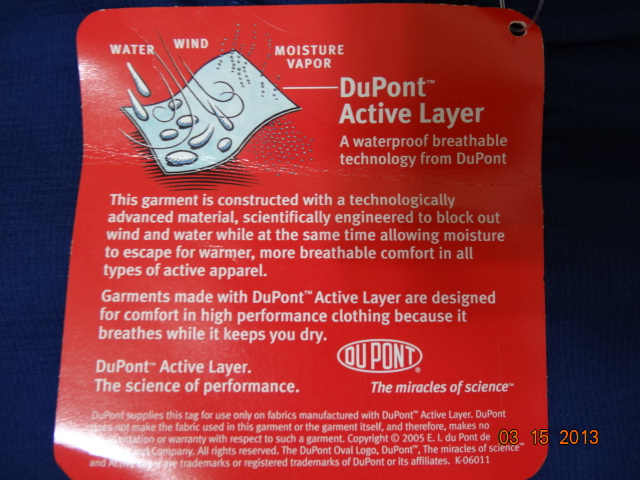 WATER WIND MOISTURE
VAPOR
DuPont™
Active Layer
A waterproof breathable
technology from DuPont
This garment is constructed with a technologically
advanced material, scientifically engineered to block out
wind and water while at the same time allowing moisture
to escape for warmer, more breathable comfort in all
types of active apparel.
Garments made with DuPont™ Active Layer are designed
for comfort in high performance clothing because it
breathes while it keeps you dry.
DuPont™ Active Layer.
The science of performance.
DU PONT®
The miracles of science™
DuPont supplies this tag for use only on fabrics manufactured with DuPont™ Active Layer. DuPont
does not make the fabric used in this garment or the garment itself, and therefore, makes no
or warranty with respect to such a garment. Copyright © 2005 E. I. du Pont de
and Company. All rights reserved. The DuPont Oval Logo, DuPont™, The miracles of science™
and are trademarks or registered trademarks of DuPont or its affiliates. K-06011
03 15 2013